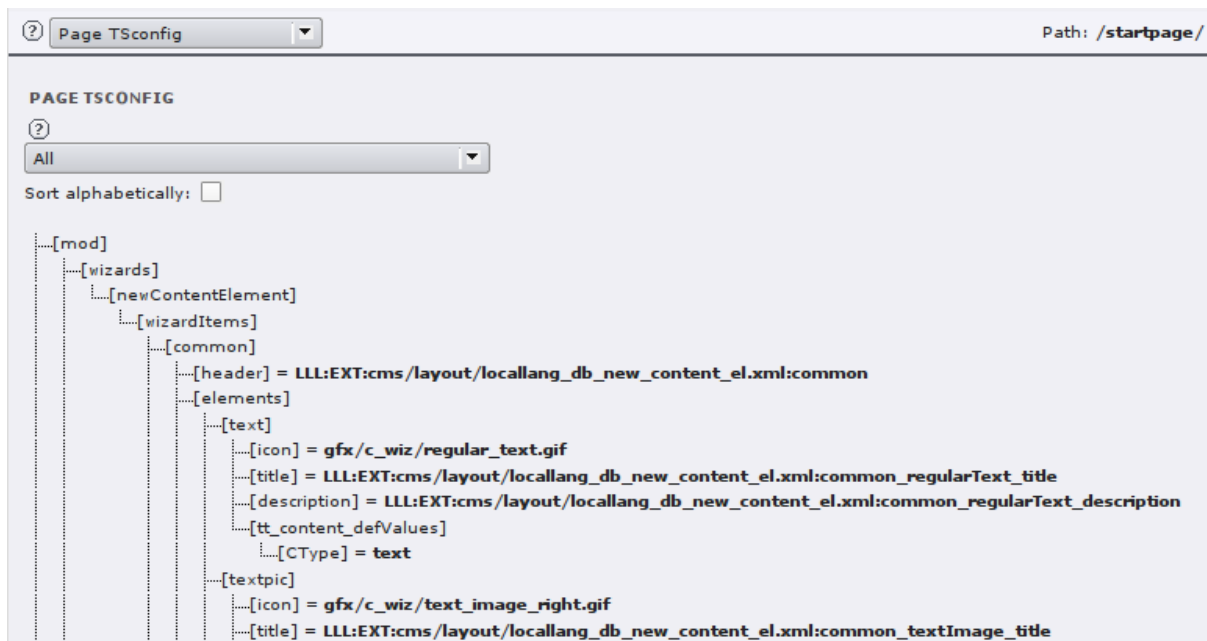 Page TSconfig
Path: /startpage/
PAGE TSCONFIG
All
Sort alphabetically:
[mod]
[wizards]
[newContentElement]
[wizardItems]
[common]
[header] = LLL:EXT:cms/layout/locallang_db_new_content_el.xml:common
[elements]
[text]
[icon] = gfx/c_wiz/regular_text.gif
[title] = LLL:EXT:cms/layout/locallang_db_new_content_el.xml:common_regularText_title
[description] = LLL:EXT:cms/layout/locallang_db_new_content_el.xml:common_regularText_description
[tt_content_defValues]
[CType] = text
[textpic]
[icon] = gfx/c_wiz/text_image_right.gif
[title] = LLL:EXT:cms/layout/locallang_db_new_content_el.xml:common_textImage_title